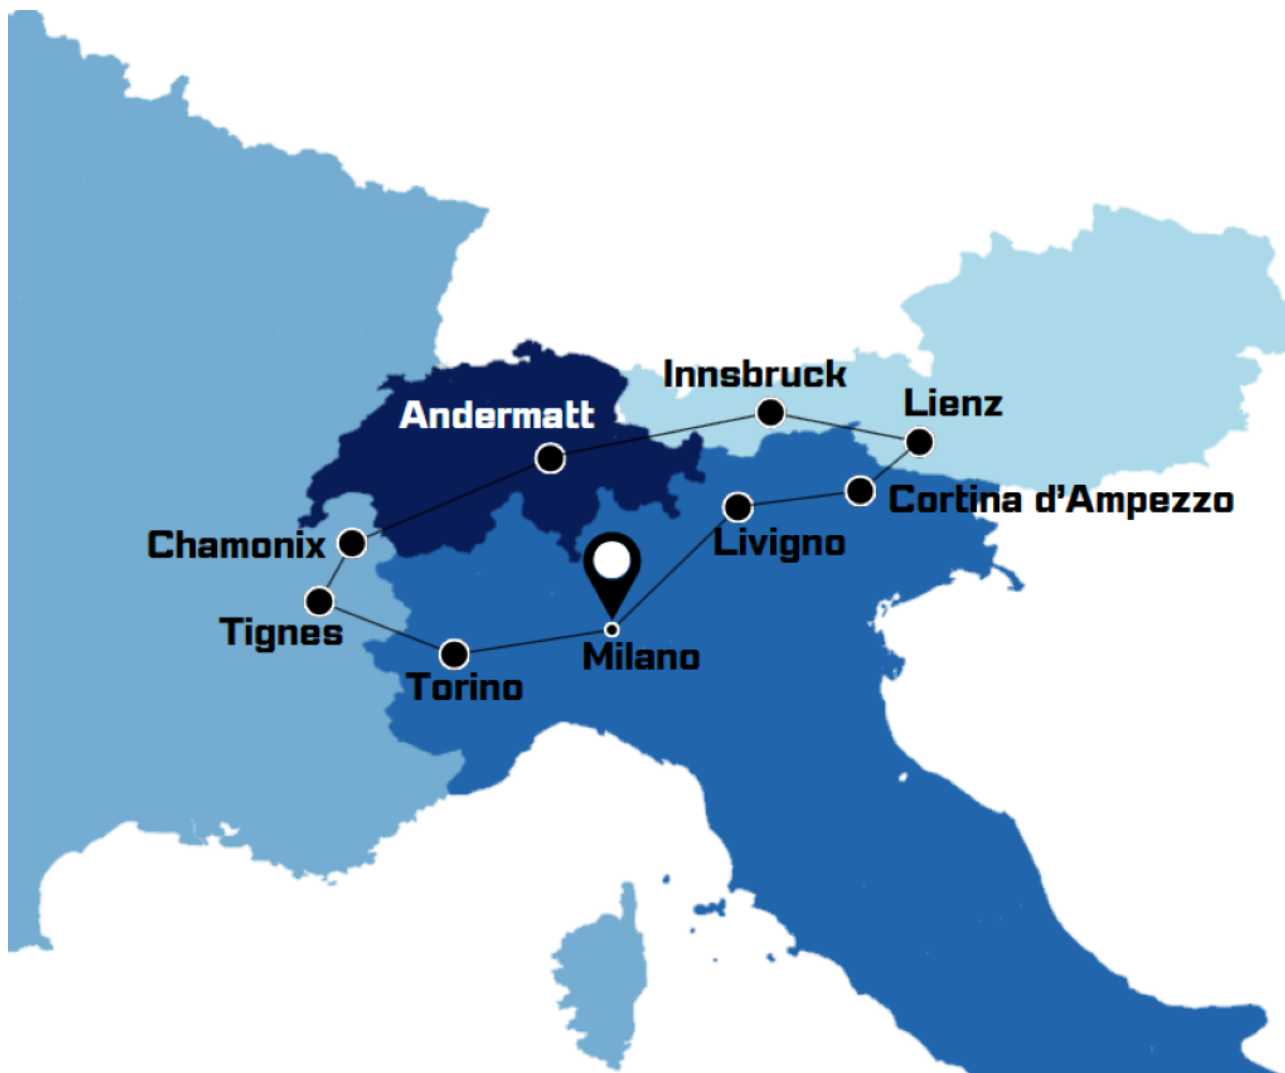 Innsbruck
Lienz
Andermatt
Cortina d'Ampezzo
Chamonix
Livigno
Tignes
Milano
Torino